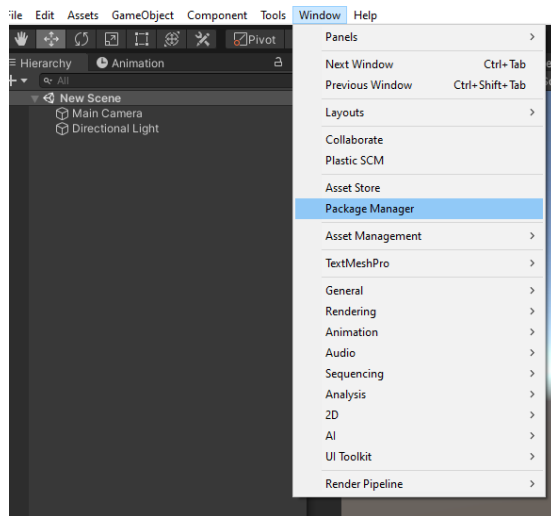 File Edit Assets GameObject Component Tools Window Help
Pivot
Hierarchy
Animation
All
New Scene
Main Camera
Directional Light
Panels
Next Window Ctrl+Tab
Previous Window Ctrl+Shift+Tab
Layouts
Collaborate
Plastic SCM
Asset Store
Package Manager
Asset Management
TextMeshPro
General
Rendering
Animation
Audio
Sequencing
Analysis
2D
AI
UI Toolkit
Render Pipeline